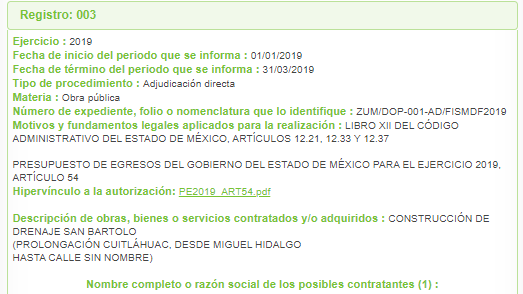 Registro: 003
Ejercicio : 2019
Fecha de inicio del periodo que se informa : 01/01/2019
Fecha de término del periodo que se informa : 31/03/2019
Tipo de procedimiento : Adjudicación directa
Materia : Obra pública
Número de expediente, folio o nomenclatura que lo identifique : ZUM/DOP-001-AD/FISMDF2019
Motivos y fundamentos legales aplicados para la realización : LIBRO XII DEL CÓDIGO
ADMINISTRATIVO DEL ESTADO DE MÉXICO, ARTÍCULOS 12.21, 12.33 Y 12.37
PRESUPUESTO DE EGRESOS DEL GOBIERNO DEL ESTADO DE MÉXICO PARA EL EJERCICIO 2019,
ARTÍCULO 54
Hipervínculo a la autorización: PE2019_ART54.pdf
Descripción de obras, bienes o servicios contratados y/o adquiridos : CONSTRUCCIÓN DE
DRENAJE SAN BARTOLO
(PROLONGACIÓN CUITLÁHUAC, DESDE MIGUEL HIDALGO
HASTA CALLE SIN NOMBRE)
Nombre completo o razón social de los posibles contratantes (1) :